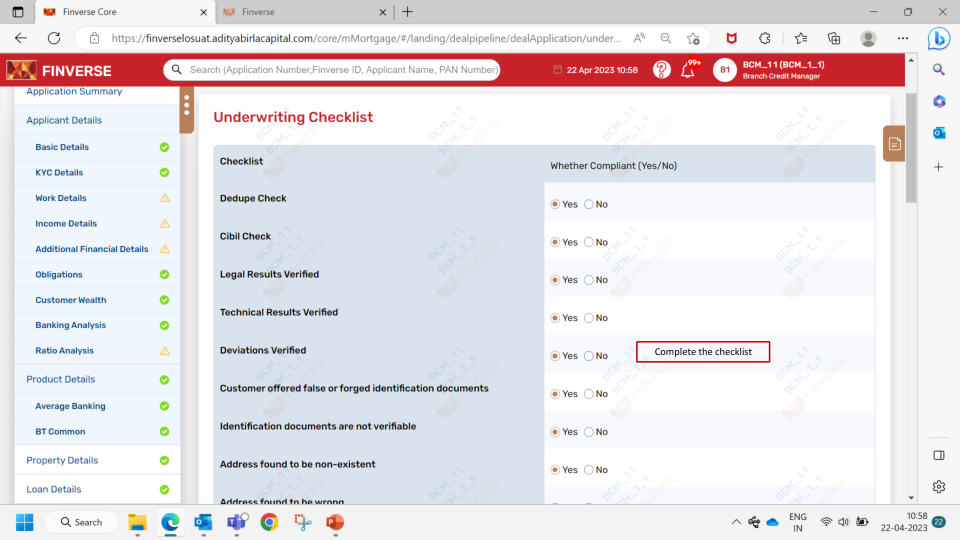 Finverse Core
Finverse
https://finverselosuat.adityabirlacapital.com/core/mMortgage/#/landing/dealpipeline/dealApplication/under...
FINVERSE
Search (Application Number,Finverse ID, Applicant Name, PAN Number)
22 Apr 2023 10:58
99+
B1
BCM_11 (BCM_1_1)
Branch Credit Manager
Application Summary
Applicant Details
Basic Details
KYC Details
Work Details
Income Details
Additional Financial Details
Obligations
Customer Wealth
Banking Analysis
Ratio Analysis
Product Details
Average Banking
BT Common
Property Details
Loan Details
Underwriting Checklist
Checklist
Whether Compliant (Yes/No)
Dedupe Check
Yes No
Cibil Check
Yes No
Legal Results Verified
Yes No
Technical Results Verified
Yes No
Deviations Verified
Yes No
Complete the checklist
Customer offered false or forged identification documents
Yes No
Identification documents are not verifiable
Yes No
Address found to be non-existent
Yes No
Address found to be wrong
BCM_11
BCM_1_1
FINVERSE
Search
ENG
IN
10:58
22-04-2023
22